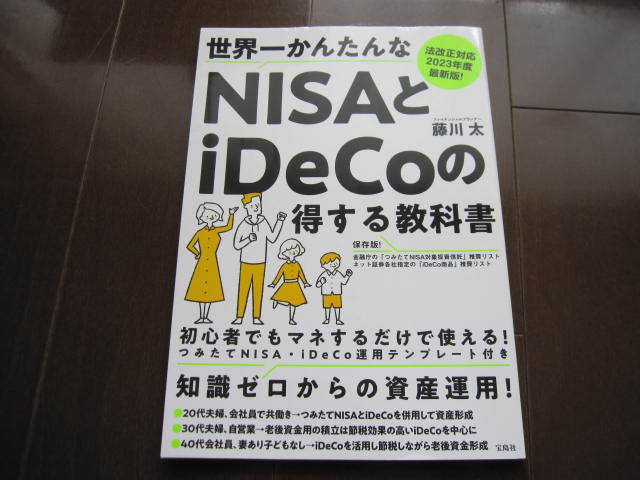 世界一かんたんな
法改正対応
2023年度
最新版!
NISAと
ファイナンシャルプランナー
藤川 太
iDeCoの
得する教科書
保存版!
金融庁の「つみたてNISA対象投資信託」推奨リスト
ネット証券各社指定の「iDeCo商品」推奨リスト
初心者でもマネするだけで使える!
つみたてNISA・iDeCo運用テンプレート付き
知識ゼロからの資産運用!
●20代夫婦、会社員で共働き→つみたてNISAとiDeCoを併用して資産形成
●30代夫婦、自営業→老後資金用の積立は節税効果の高いiDeCoを中心に
●40代会社員、妻あり子どもなし→iDeCoを活用し節税しながら老後資金形成
宝島社